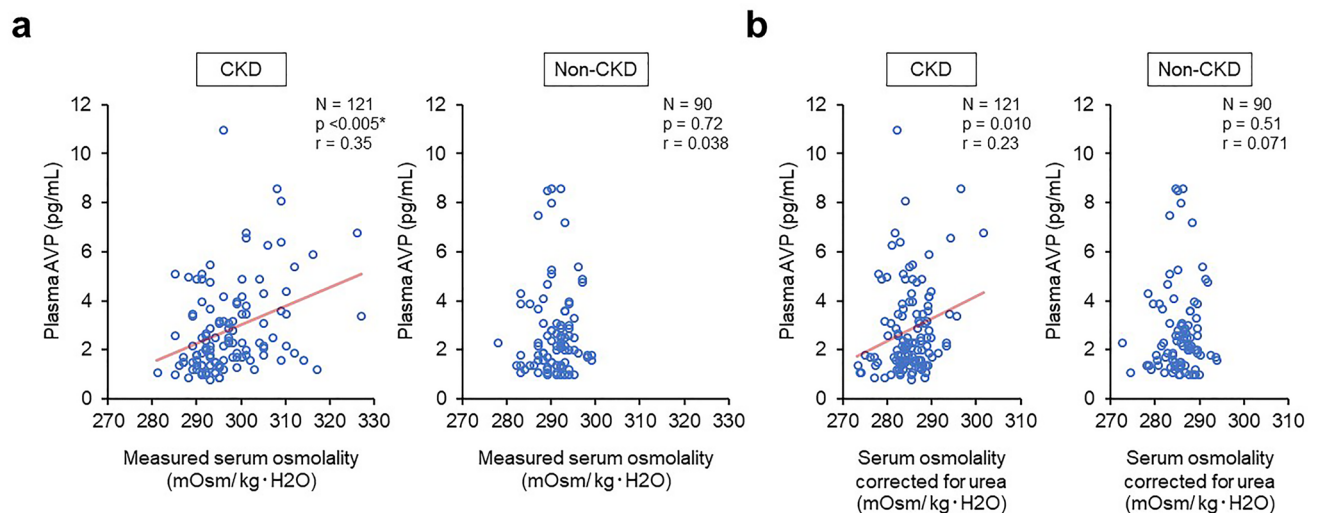 a
CKD
N = 121
p <0.005*
r = 0.35
Plasma AVP (pg/mL)
12
10
8
6
4
2
0
270 280 290 300 310 320 330
Measured serum osmolality
(mOsm/ kg・H2O)
Non-CKD
N = 90
p = 0.72
r = 0.038
Plasma AVP (pg/mL)
12
10
8
6
4
2
0
270 280 290 300 310 320 330
Measured serum osmolality
(mOsm/ kg・H2O)
b
CKD
N = 121
p = 0.010
r = 0.23
Plasma AVP (pg/mL)
12
10
8
6
4
2
0
270 280 290 300 310
Serum osmolality
corrected for urea
(mOsm/ kg・H2O)
Non-CKD
N = 90
p = 0.51
r = 0.071
Plasma AVP (pg/mL)
12
10
8
6
4
2
0
270 280 290 300 310
Serum osmolality
corrected for urea
(mOsm/ kg・H2O)